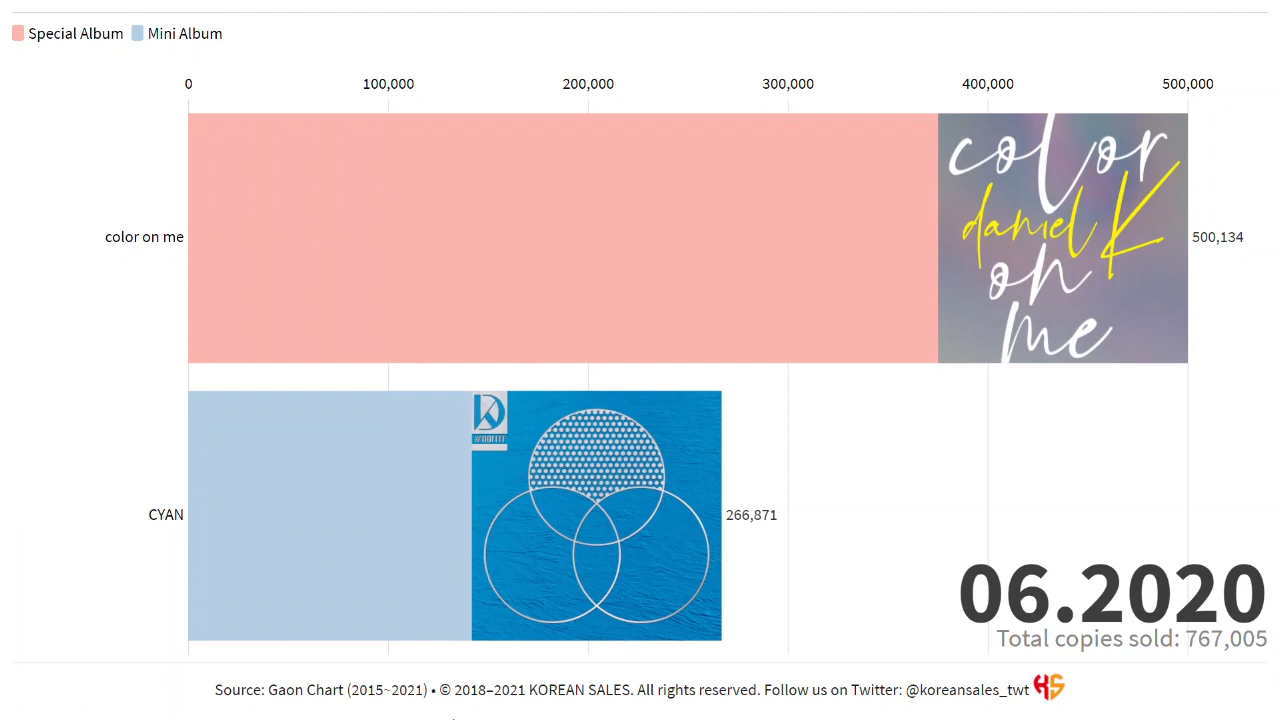 Special Album Mini Album
0 100,000 200,000 300,000 400,000 500,000
color on me
color
daniel K
on
me
500,134
CYAN
266,871
06.2020
Total copies sold: 767,005
Source: Gaon Chart (2015~2021) • © 2018–2021 KOREAN SALES. All rights reserved. Follow us on Twitter: @koreansales_twt